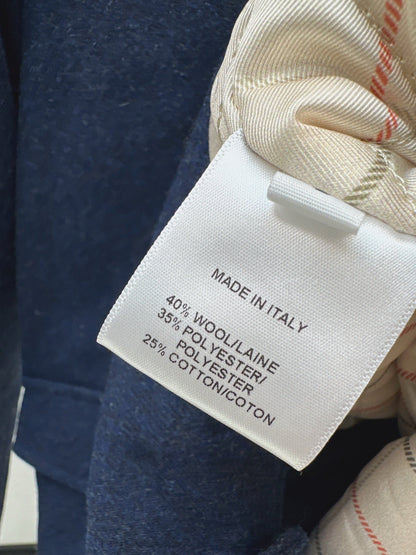 MADE IN ITALY
40% WOOL/LAINE
35% POLYESTER/
POLYESTER
25% COTTON/COTON